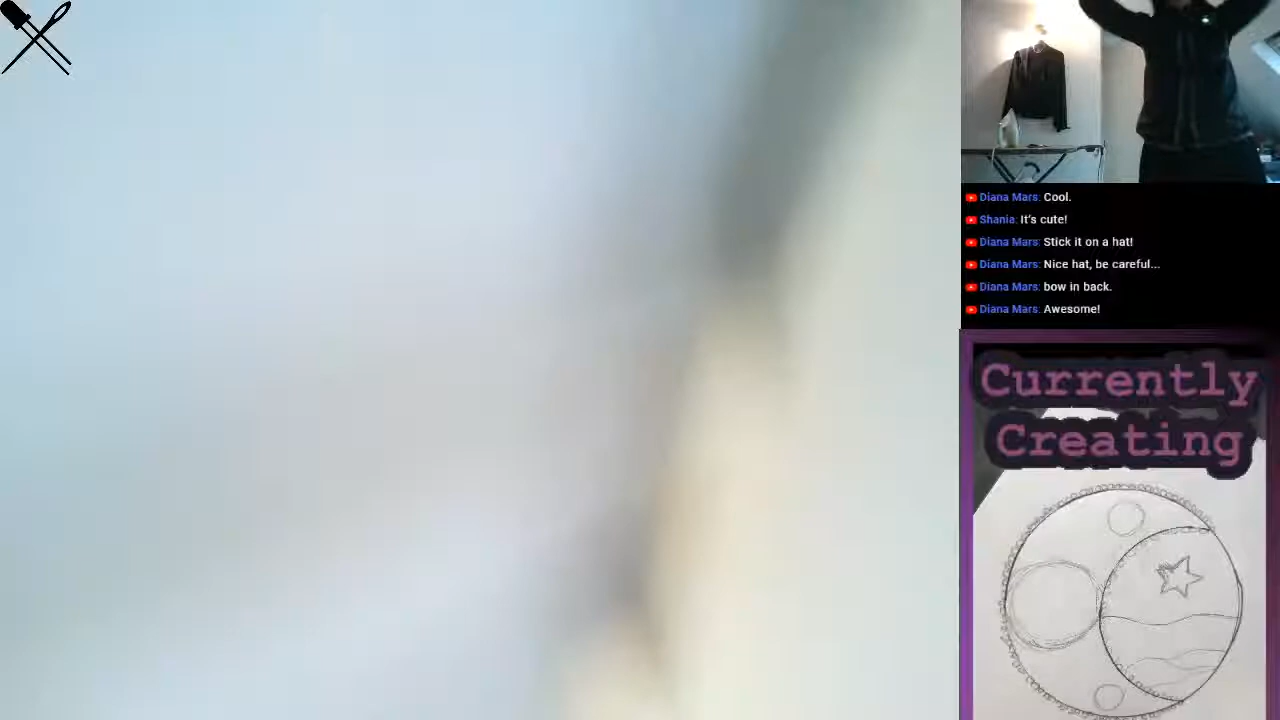 Diana Mars: Cool.
Shania: It's cute!
Diana Mars: Stick it on a hat!
Diana Mars: Nice hat, be careful...
Diana Mars: bow in back.
Diana Mars: Awesome!
Currently
Creating